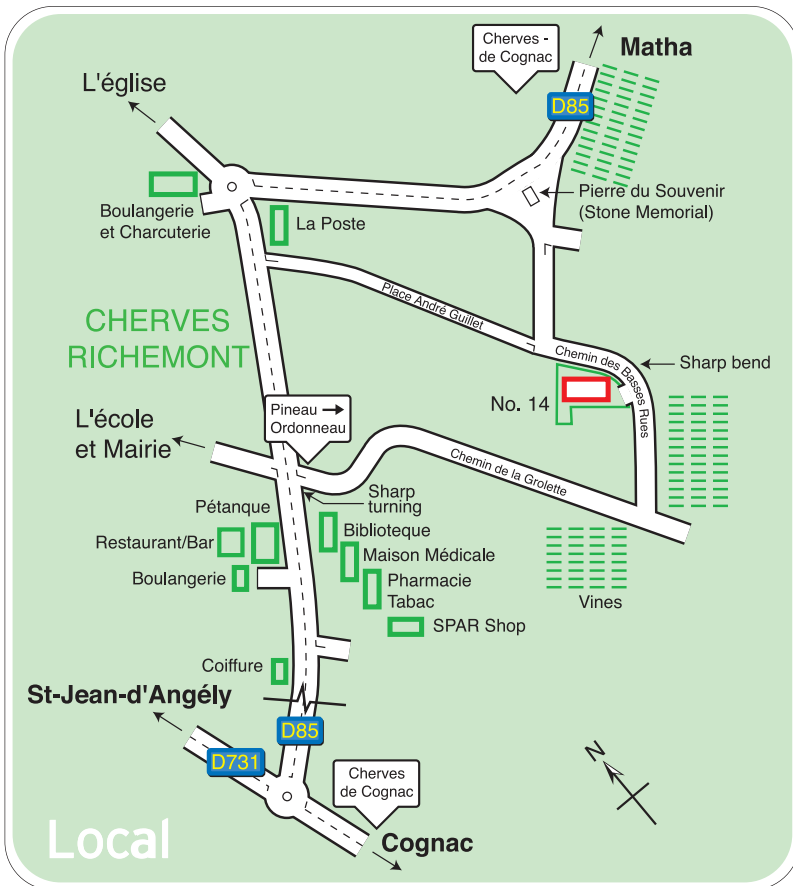 Cherves -
de Cognac
Matha
L'église
D85
Boulangerie
et Charcuterie
La Poste
Pierre du Souvenir
(Stone Memorial)
Place André Guillet
CHERVES
RICHEMONT
Chemin des Basses Rues
Sharp bend
No. 14
Pineau
Ordonneau
L'école
et Mairie
Chemin de la Grolette
Sharp
turning
Pétanque
Restaurant/Bar
Boulangerie
Biblioteque
Maison Médicale
Pharmacie
Tabac
SPAR Shop
Vines
Coiffure
St-Jean-d'Angély
D85
D731
Cherves
de Cognac
N
Local
Cognac